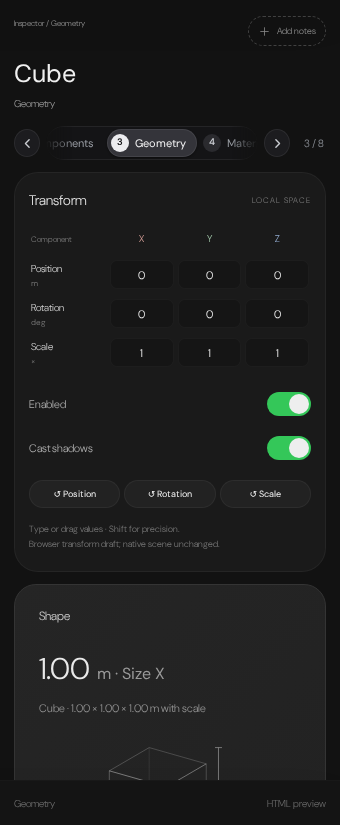 Inspector / Geometry
Add notes
Cube
Geometry
3 Geometry
4
3 / 8
Transform
LOCAL SPACE
Component X Y Z
Position 0 0 0
m
Rotation 0 0 0
deg
Scale 1 1 1
×
Enabled
Cast shadows
↺ Position ↺ Rotation ↺ Scale
Type or drag values · Shift for precision.
Browser transform draft; native scene unchanged.
Shape
1.00 m · Size X
Cube · 1.00 × 1.00 × 1.00 m with scale
Geometry
HTML preview